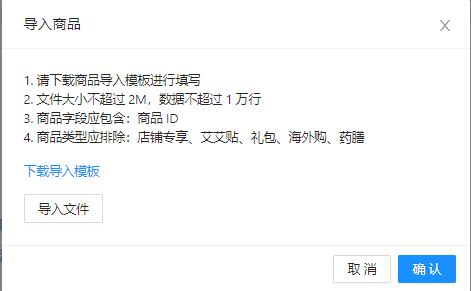 导入商品
1. 请下载商品导入模板进行填写
2. 文件大小不超过 2M，数据不超过 1 万行
3. 商品字段应包含：商品 ID
4. 商品类型应排除：店铺专享、艾艾贴、礼包、海外购、药膳
下载导入模板
导入文件
取 消
确 认